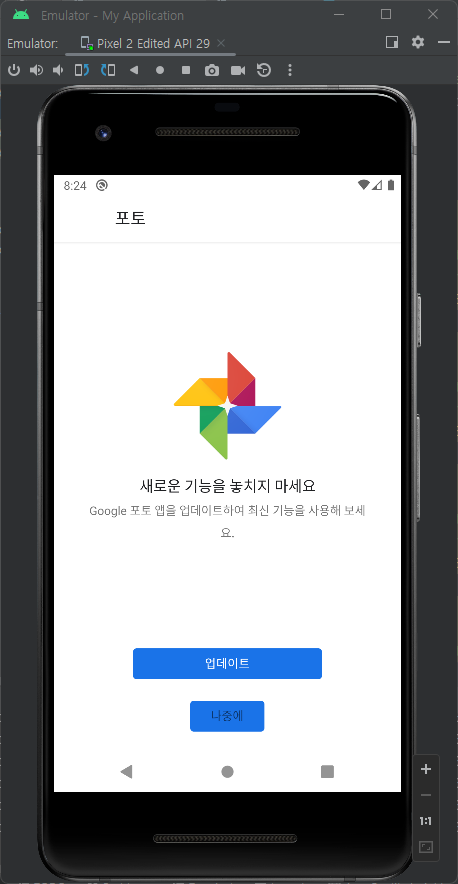 Emulator - My Application
Emulator:
Pixel 2 Edited API 29
8:24
포토
새로운 기능을 놓치지 마세요
Google 포토 앱을 업데이트하여 최신 기능을 사용해 보세
요.
업데이트
나중에
1:1